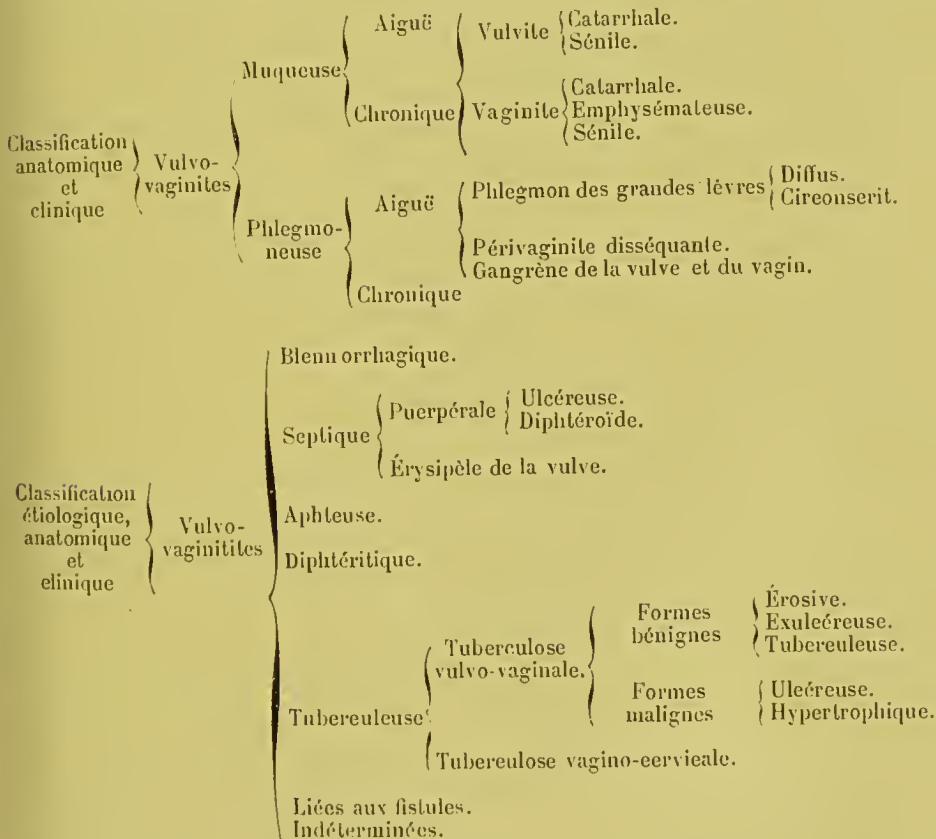 Classification anatomique et clinique
Vulvo-vaginites
Muqueuse
Aiguë
Chronique
Vulvite
Catarrhale.
Sénile.
Vaginite
Catarrhale.
Emphysémateuse.
Sénile.
Phlegmo-neuse
Aiguë
Chronique
Phlegmon des grandes lèvres
Diffus.
Circonscrit.
Périvaginite disséquante.
Gangrène de la vulve et du vagin.
Classification étiologique, anatomique et clinique
Vulvo-vaginitites
Blennorrhagique.
Septique
Puerpérale
Ulcéreuse.
Diphtéroïde.
Érysipèle de la vulve.
Aphteuse.
Diphtéritique.
Tuberculeuse
Tuberculose vulvo-vaginale.
Formes bénignes
Érosive.
Exulcéreuse.
Tuberculeuse.
Formes malignes
Ulcéreuse.
Hypertrophique.
Tuberculose vagino-cervicale.
Liées aux fistules.
Indéterminées.